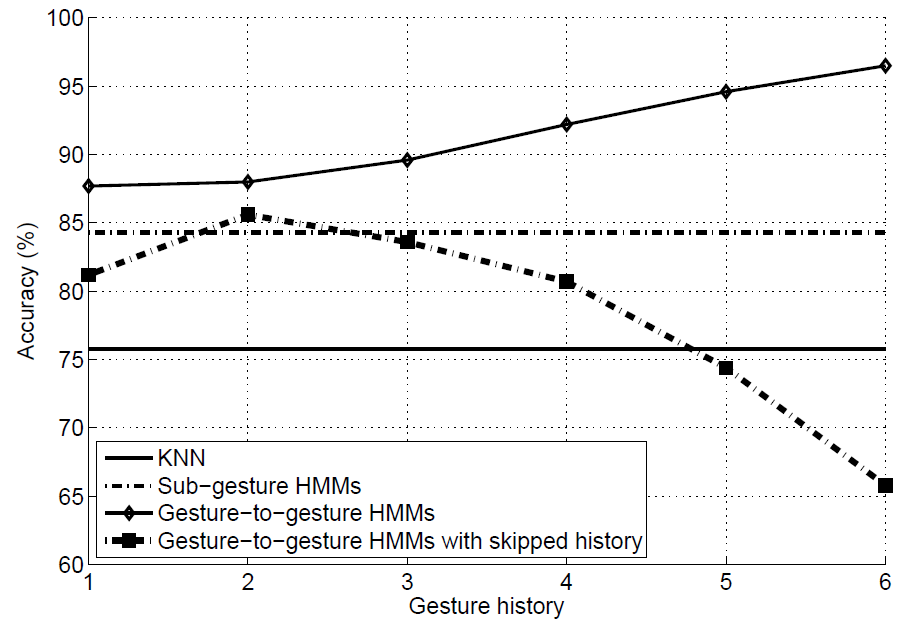 100
95
90
85
80
75
70
65
60
Accuracy (%)
KNN
Sub-gesture HMMs
Gesture-to-gesture HMMs
Gesture-to-gesture HMMs with skipped history
1 2 3 4 5 6
Gesture history